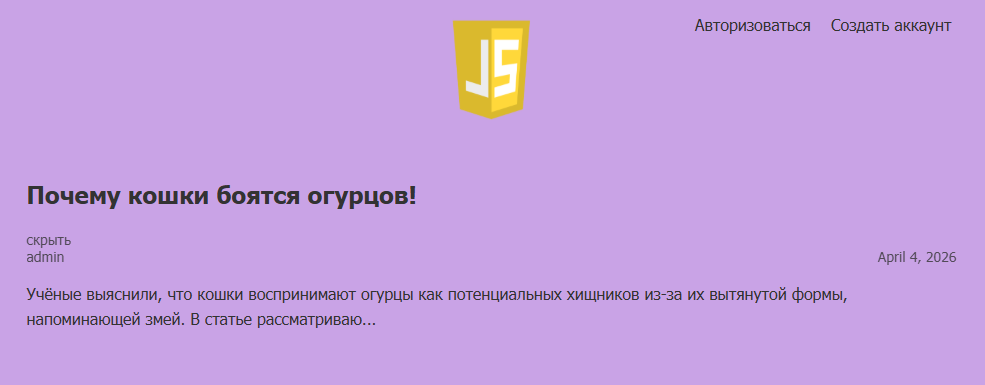 Авторизоваться Создать аккаунт
JS
Почему кошки боятся огурцов!
скрыть
admin April 4, 2026
Учёные выяснили, что кошки воспринимают огурцы как потенциальных хищников из-за их вытянутой формы,
напоминающей змей. В статье рассматриваю...